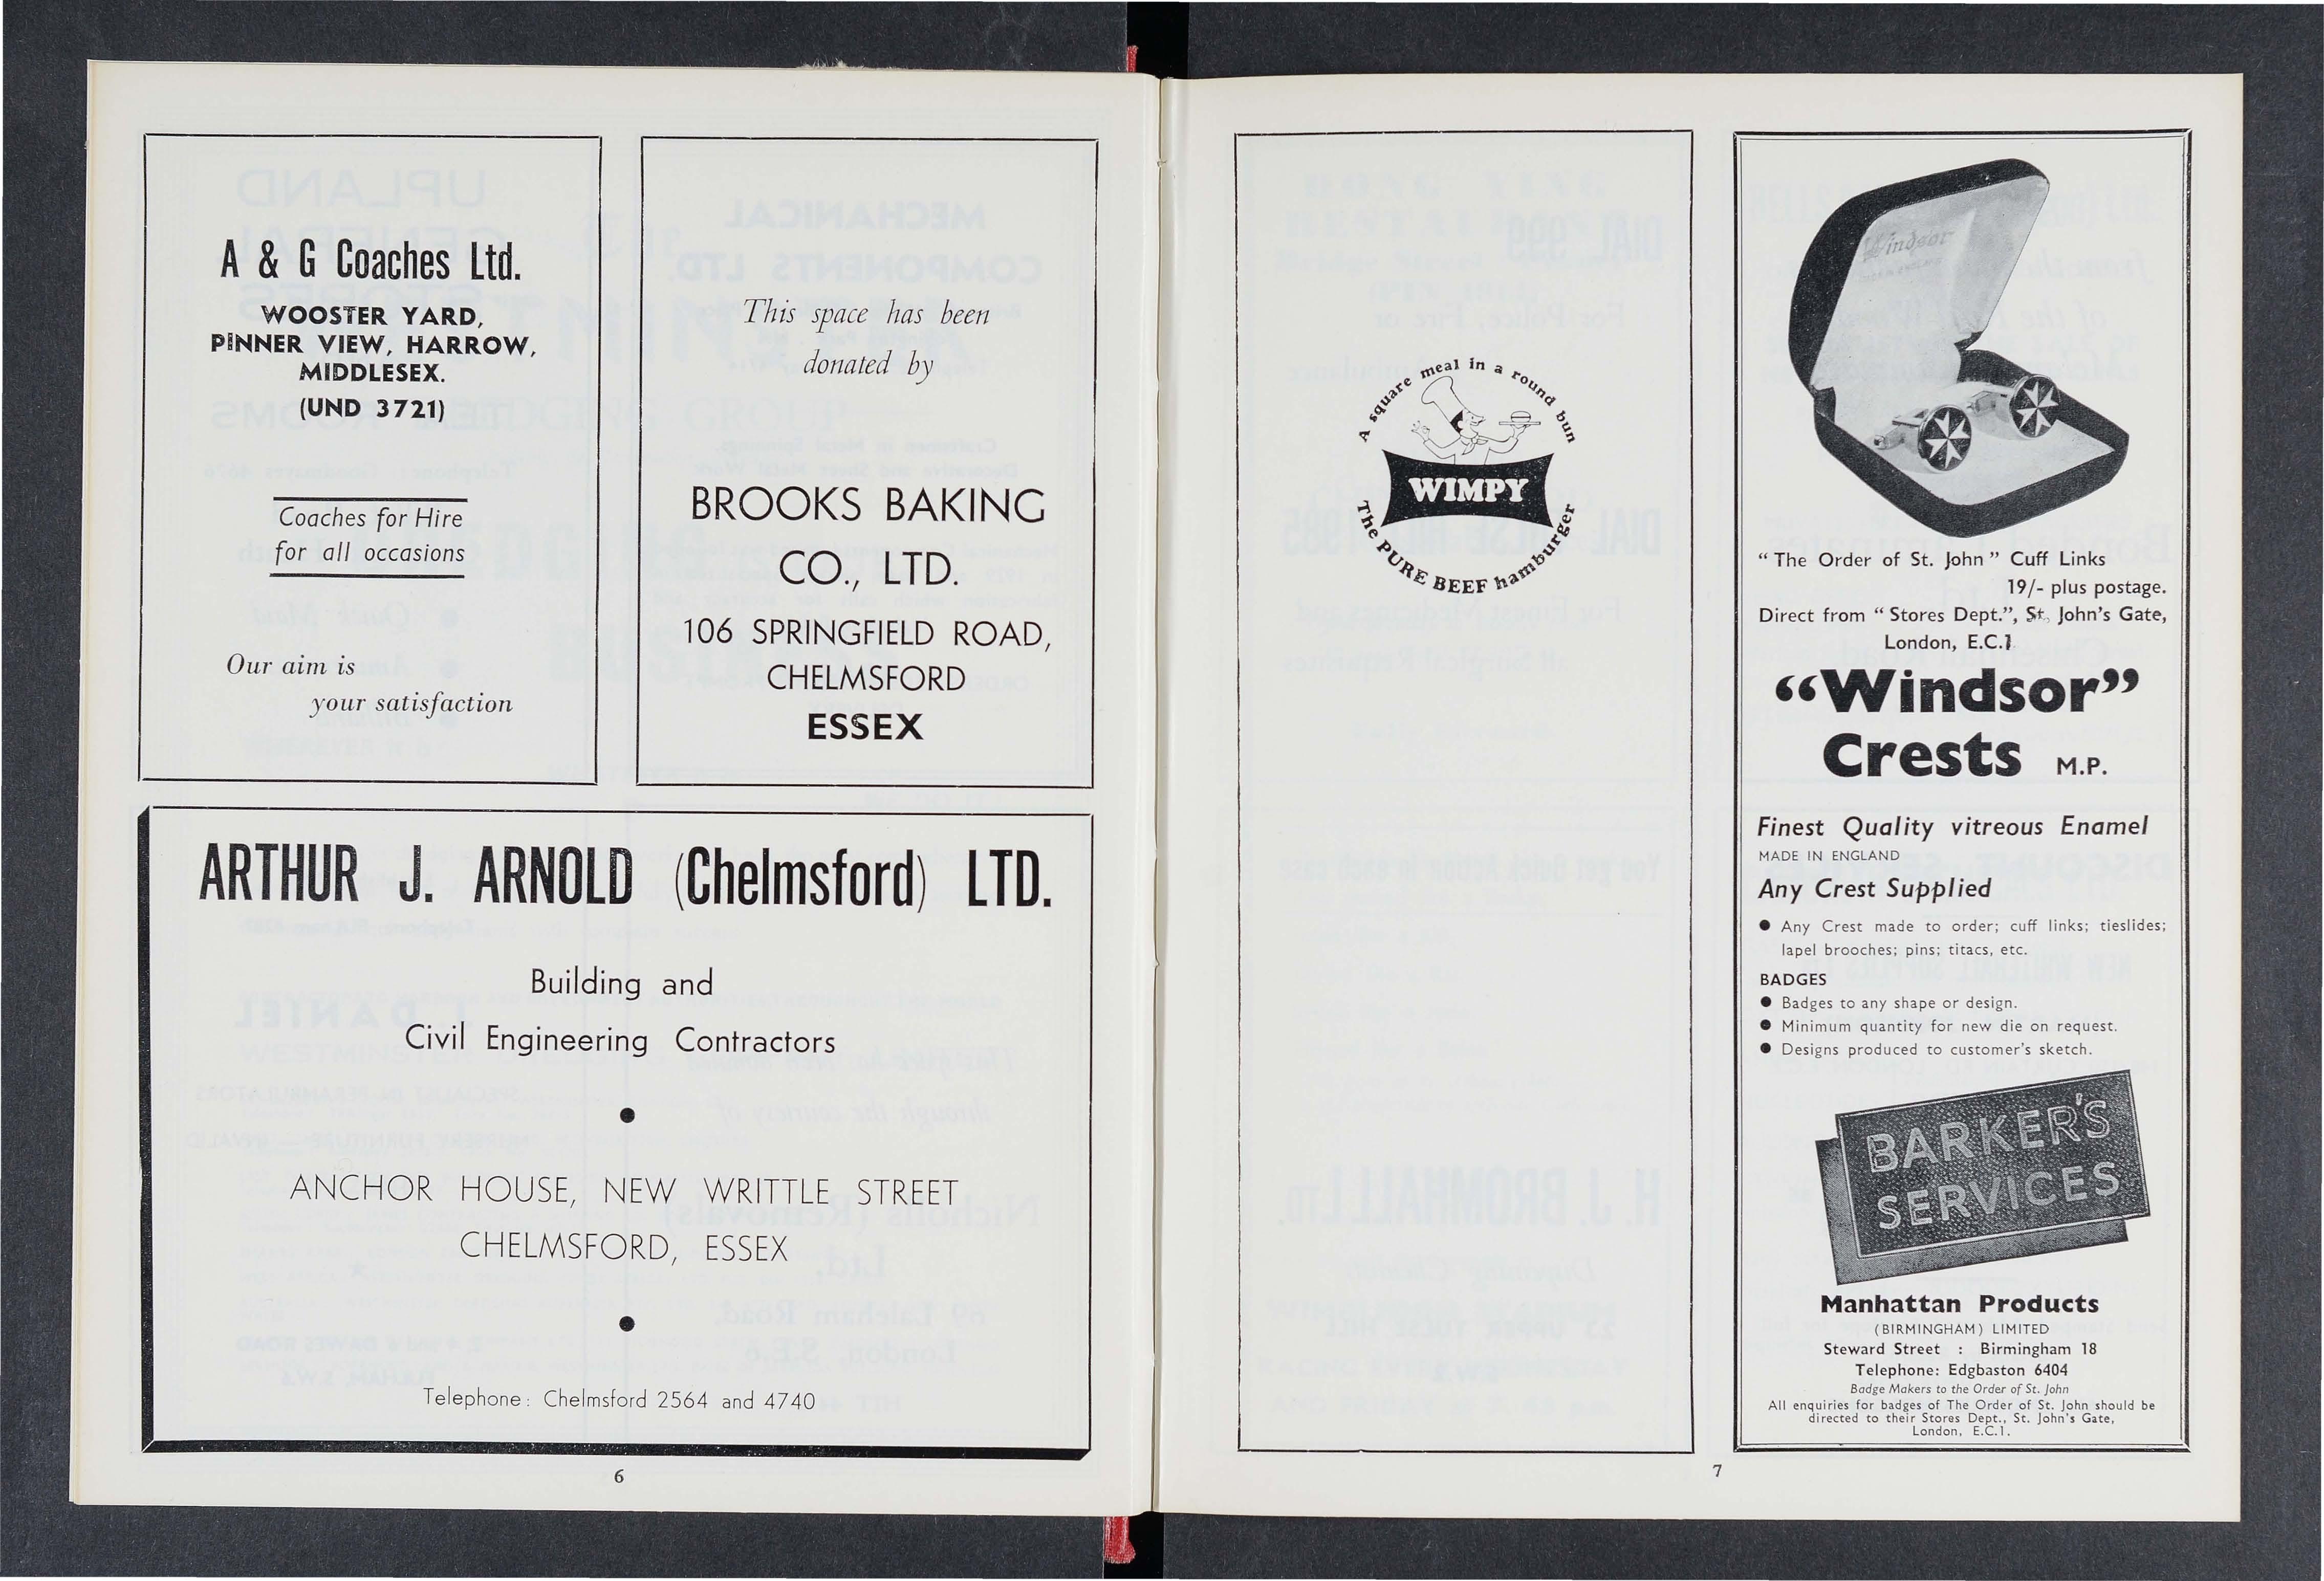 A & G Coaches Ltd.
WOOSTER YARD,
PINNER VIEW, HARROW,
MIDDLESEX.
(UND 3721)
Coaches for Hire
for all occasions
Our aim is
your satisfaction
This space has been
donated by
BROOKS BAKING
CO., LTD.
106 SPRINGFIELD ROAD,
CHELMSFORD
ESSEX
ARTHUR J. ARNOLD (Chelmsford) LTD.
Building and
Civil Engineering Contractors
ANCHOR HOUSE, NEW WRITTLE STREET
CHELMSFORD, ESSEX
Telephone: Chelmsford 2564 and 4740
6
A square meal in a round bun
WIMPY
The PURE BEEF hamburger
Windsor
"The Order of St. John" Cuff Links
19/- plus postage.
Direct from "Stores Dept.", St. John's Gate,
London, E.C.1
"Windsor"
Crests M.P.
Finest Quality vitreous Enamel
MADE IN ENGLAND
Any Crest Supplied
● Any Crest made to order; cuff links; tieslides;
lapel brooches; pins; titacs, etc.
BADGES
● Badges to any shape or design.
● Minimum quantity for new die on request.
● Designs produced to customer's sketch.
BARKER'S
SERVICES
Manhattan Products
(BIRMINGHAM) LIMITED
Steward Street : Birmingham 18
Telephone: Edgbaston 6404
Badge Makers to the Order of St. John
All enquiries for badges of The Order of St. John should be
directed to their Stores Dept., St. John's Gate,
London, E.C.1.
7